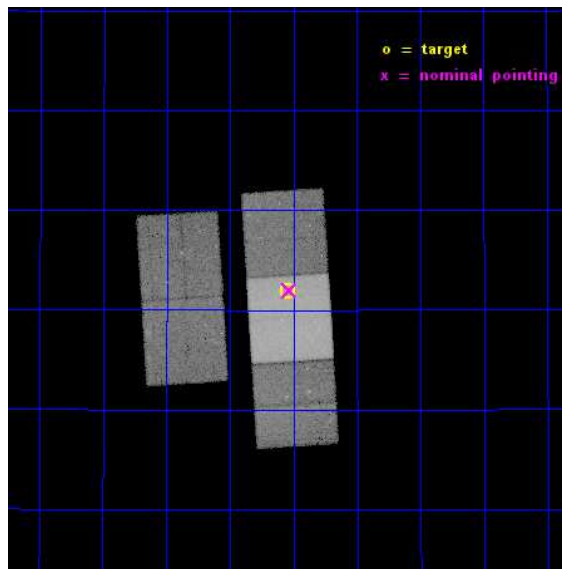 o = target
x = nominal pointing